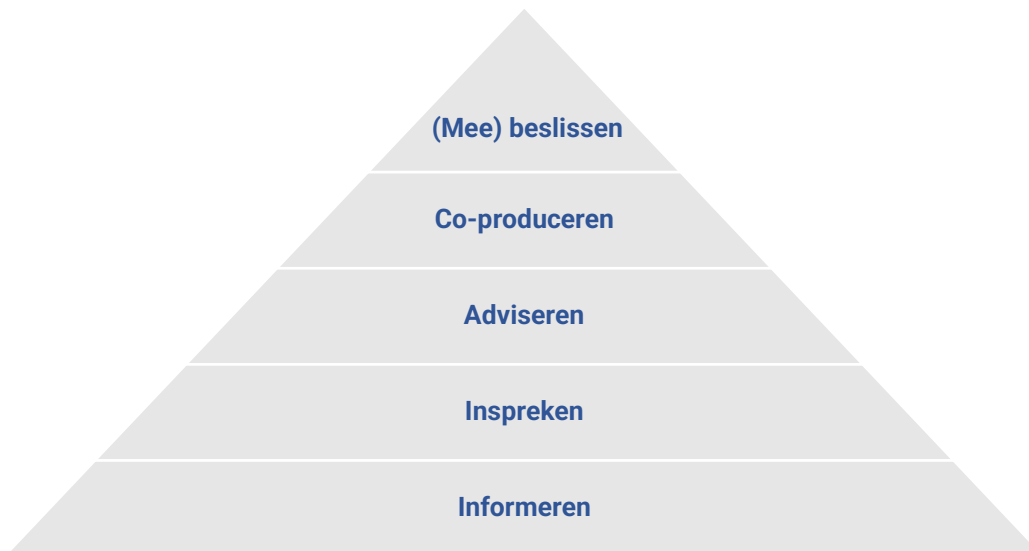 (Mee) beslissen
Co-produceren
Adviseren
Inspreken
Informeren